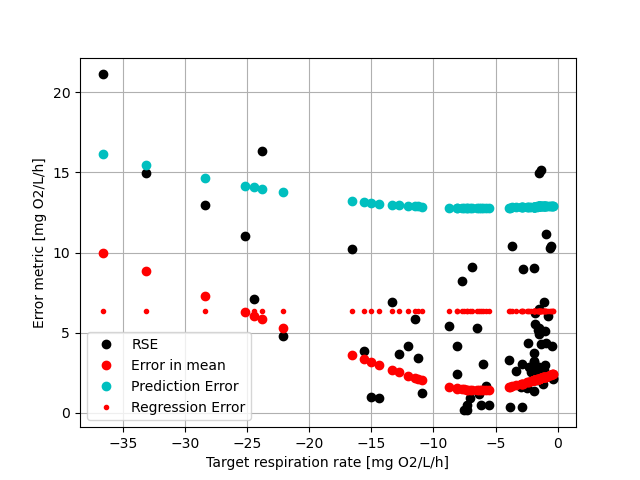 20
15
10
5
0
Error metric [mg O2/L/h]
RSE
Error in mean
Prediction Error
Regression Error
−35
−30
−25
−20
−15
−10
−5
0
Target respiration rate [mg O2/L/h]